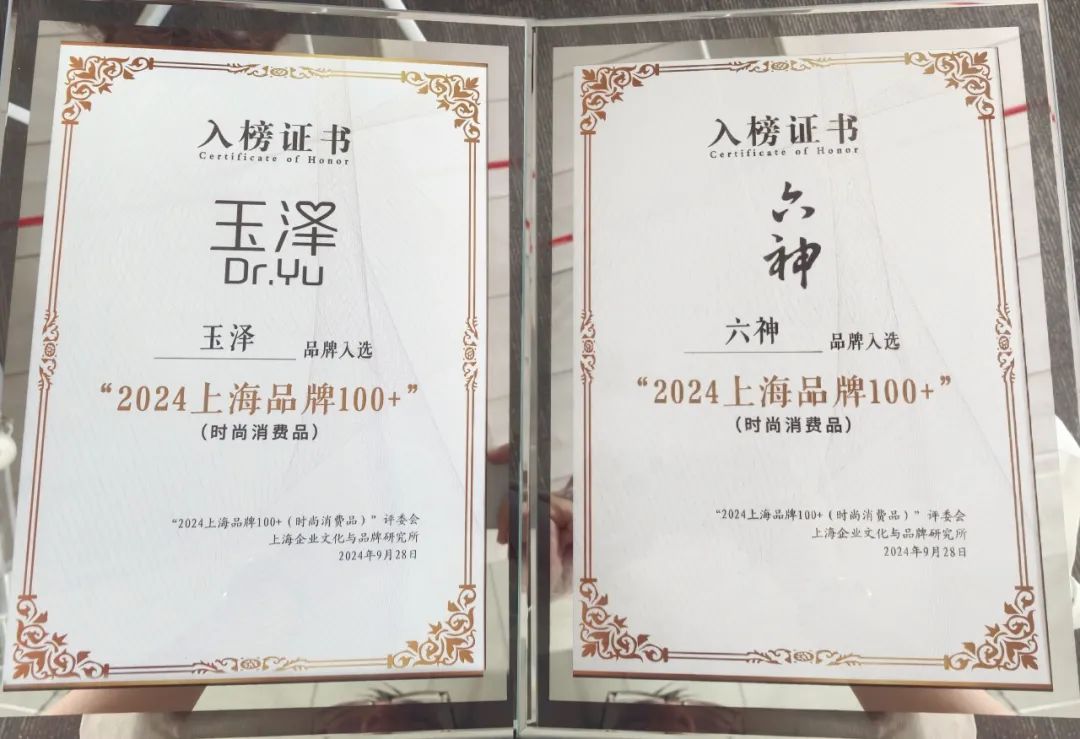 入榜证书
Certificate of Honor
玉泽
Dr.Yu
玉泽 品牌入选
“2024上海品牌100+”
(时尚消费品)
“2024上海品牌100+(时尚消费品)”评委会
上海企业文化与品牌研究所
2024年9月28日
入榜证书
Certificate of Honor
六
神
六神 品牌入选
“2024上海品牌100+”
(时尚消费品)
“2024上海品牌100+(时尚消费品)”评委会
上海企业文化与品牌研究所
2024年9月28日